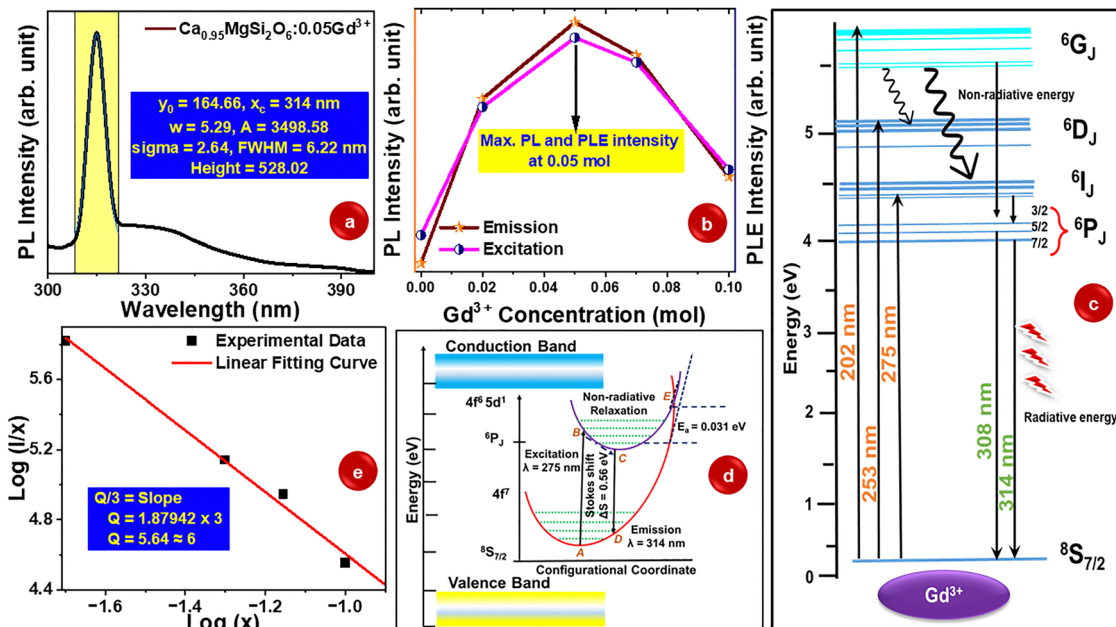 PL Intensity (arb. unit)
Ca0.95MgSi2O6:0.05Gd3+
y0 = 164.66, xc = 314 nm
w = 5.29, A = 3498.58
sigma = 2.64, FWHM = 6.22 nm
Height = 528.02
a
300
330
360
390
Wavelength (nm)
PL Intensity (arb. unit)
Max. PL and PLE intensity
at 0.05 mol
Emission
Excitation
b
0.00
0.02
0.04
0.06
0.08
0.10
Gd3+ Concentration (mol)
PLE Intensity (arb. unit)
6GJ
Non-radiative energy
6DJ
6IJ
3/2
5/2
7/2
6PJ
c
Energy (eV)
5
4
3
2
1
0
202 nm
253 nm
275 nm
308 nm
314 nm
Radiative energy
8S7/2
Gd3+
Log (I/x)
5.6
5.2
4.8
4.4
Experimental Data
Linear Fitting Curve
e
Q/3 = Slope
Q = 1.87942 x 3
Q = 5.64 ≈ 6
−1.6
−1.4
−1.2
−1.0
Log (x)
Conduction Band
Energy (eV)
4f6 5d1
Non-radiative
Relaxation
E
Ea = 0.031 eV
6PJ
B
C
Excitation
λ = 275 nm
Stokes shift
ΔS = 0.56 eV
d
4f7
Emission
λ = 314 nm
A
D
8S7/2
Configurational Coordinate
Valence Band